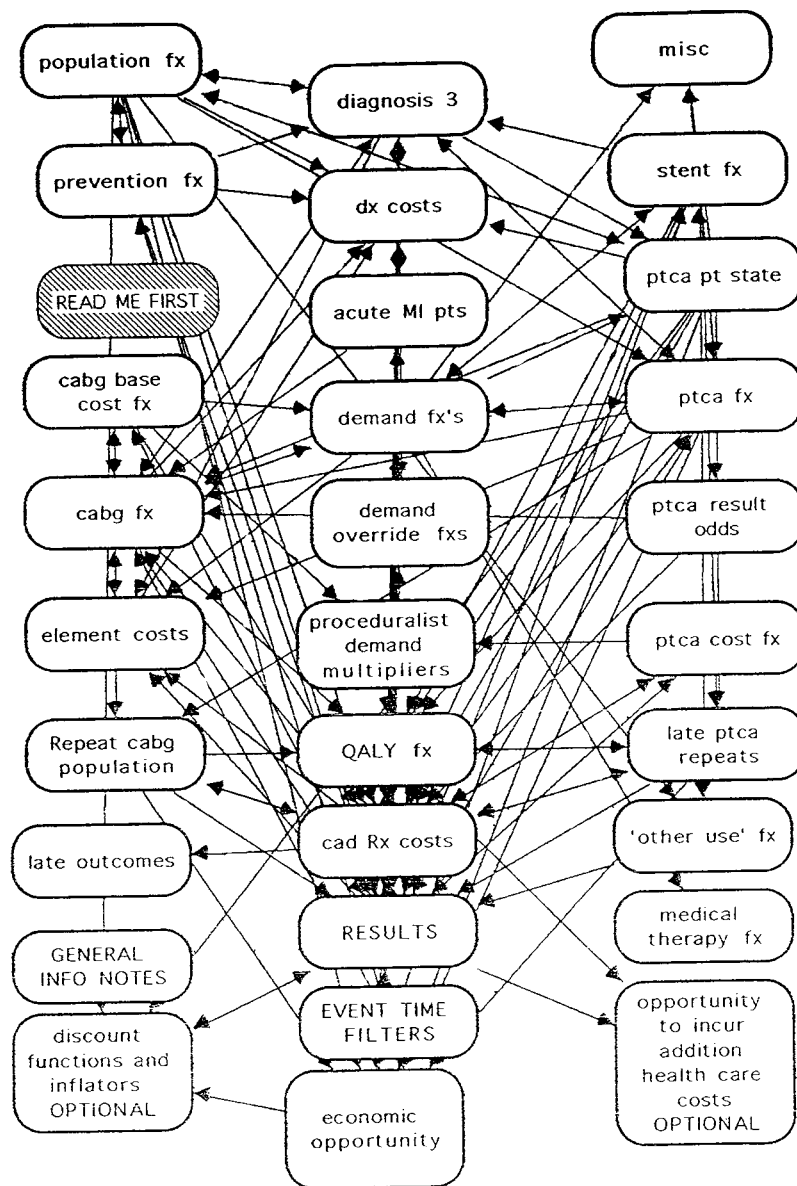 population fx
diagnosis 3
misc
prevention fx
dx costs
stent fx
READ ME FIRST
acute MI pts
ptca pt state
cabg base
cost fx
demand fx's
ptca fx
cabg fx
demand
override fxs
ptca result
odds
element costs
proceduralist
demand
multipliers
ptca cost fx
Repeat cabg
population
QALY fx
late ptca
repeats
late outcomes
cad Rx costs
'other use' fx
GENERAL
INFO NOTES
RESULTS
medical
therapy fx
discount
functions and
inflators
OPTIONAL
EVENT TIME
FILTERS
opportunity
to incur
addition
health care
costs
OPTIONAL
economic
opportunity